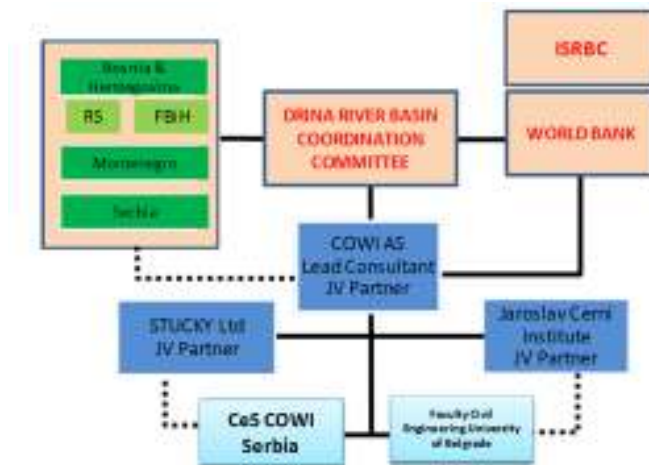 Bosnia &
Herzegovina
RS
FBiH
Montenegro
Serbia
DRINA RIVER BASIN
COORDINATION
COMMITTEE
ISRBC
WORLD BANK
COWI AS
Lead Consultant
JV Partner
STUCKY Ltd
JV Partner
Jaroslav Cerni
Institute
JV Partner
CeS COWI
Serbia
Faculty Civil
Engineering University
of Belgrade